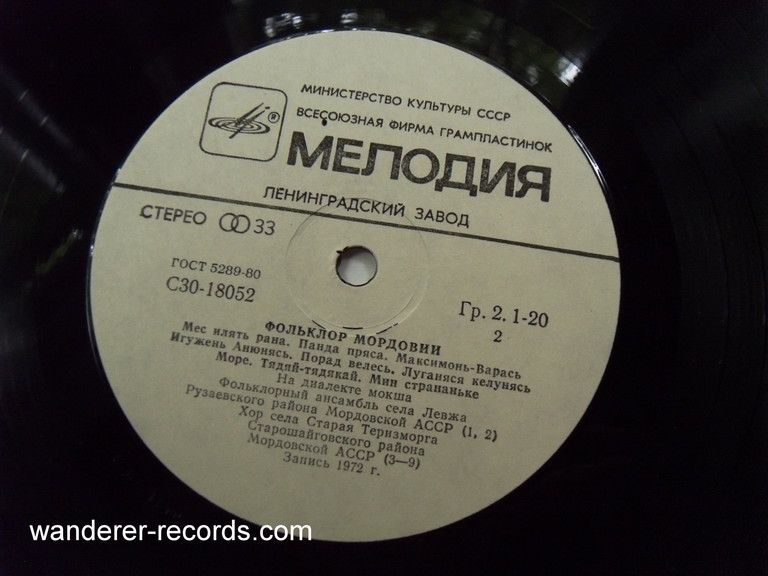 МИНИСТЕРСТВО КУЛЬТУРЫ СССР
ВСЕСОЮЗНАЯ ФИРМА ГРАМПЛАСТИНОК
®
МЕЛОДИЯ
ЛЕНИНГРАДСКИЙ ЗАВОД
СТЕРЕО 33
ГОСТ 5289-80
С30-18052
Гр. 2. 1-20
2
ФОЛЬКЛОР МОРДОВИИ
Мес илять рана. Панда пряса. Максимонь-Варась
Игужень Анюнясь. Порад велесь. Луганяса келунясь
Море. Тядяй-тядякай. Мин страпаньке
На диалекте мокша
Фольклорный ансамбль села Левжа
Рузаевского района Мордовской АССР (1, 2)
Хор села Старая Теризморга
Старошайговского района
Мордовской АССР (3—9)
Запись 1972 г.
wanderer-records.com